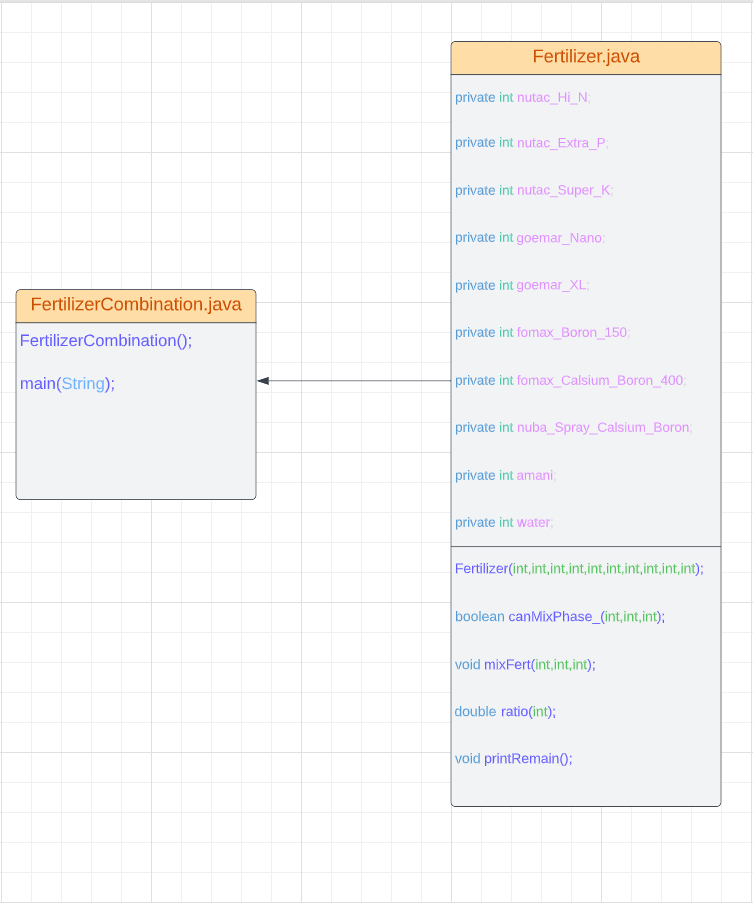 Fertilizer.java
private int nutac_Hi_N;
private int nutac_Extra_P;
private int nutac_Super_K;
private int goemar_Nano;
private int goemar_XL;
private int fomax_Boron_150;
private int fomax_Calsium_Boron_400;
private int nuba_Spray_Calsium_Boron;
private int amani;
private int water;
Fertilizer(int,int,int,int,int,int,int,int,int,int);
boolean canMixPhase_(int,int,int);
void mixFert(int,int,int);
double ratio(int);
void printRemain();
FertilizerCombination.java
FertilizerCombination();
main(String);